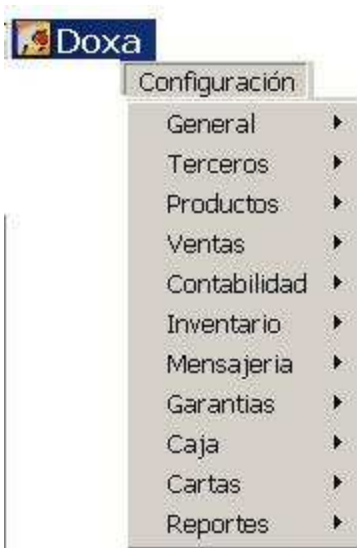 Doxa
Configuración
General
Terceros
Productos
Ventas
Contabilidad
Inventario
Mensajeria
Garantias
Caja
Cartas
Reportes